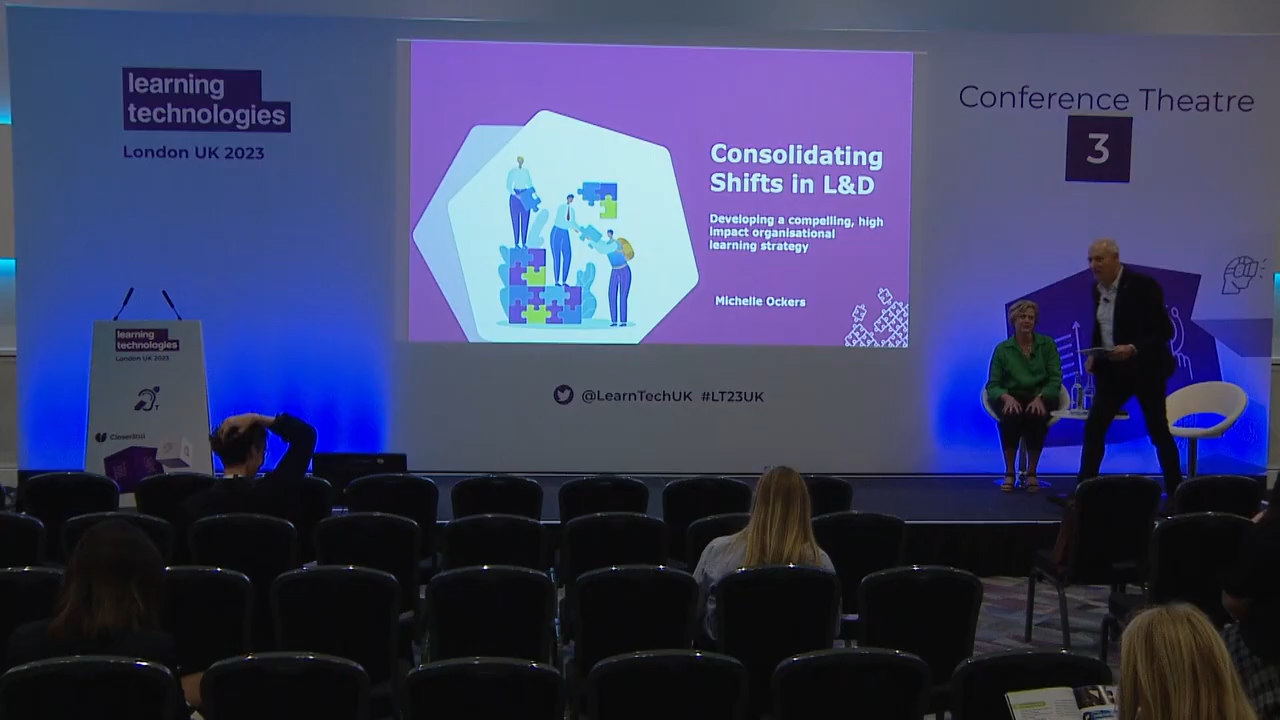 learning
technologies
London UK 2023
Consolidating
Shifts in L&D
Developing a compelling, high
impact organisational
learning strategy
Michelle Ockers
Conference Theatre
3
@LearnTechUK #LT23UK
learning
technologies
London UK 2023
T
CloserStill